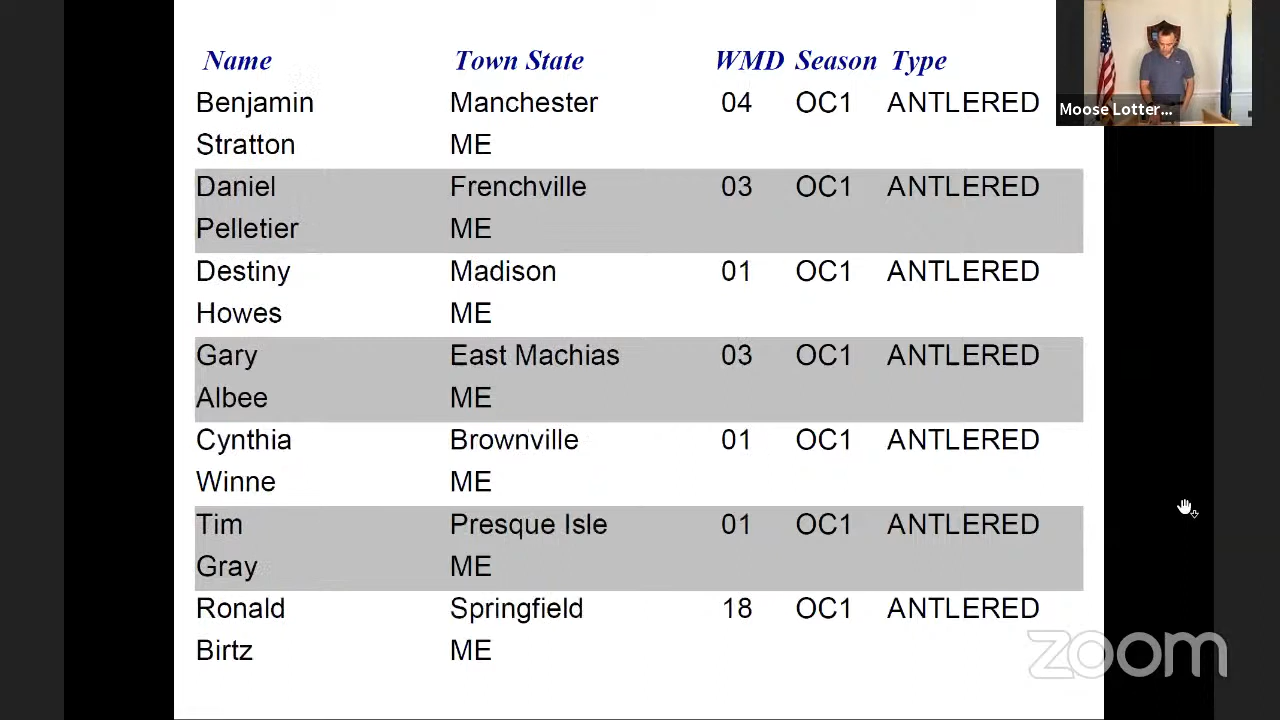 Name Town State WMD Season Type
Benjamin Manchester 04 OC1 ANTLERED
Stratton ME
Daniel Frenchville 03 OC1 ANTLERED
Pelletier ME
Destiny Madison 01 OC1 ANTLERED
Howes ME
Gary East Machias 03 OC1 ANTLERED
Albee ME
Cynthia Brownville 01 OC1 ANTLERED
Winne ME
Tim Presque Isle 01 OC1 ANTLERED
Gray ME
Ronald Springfield 18 OC1 ANTLERED
Birtz ME
Moose Lotter...
zoom